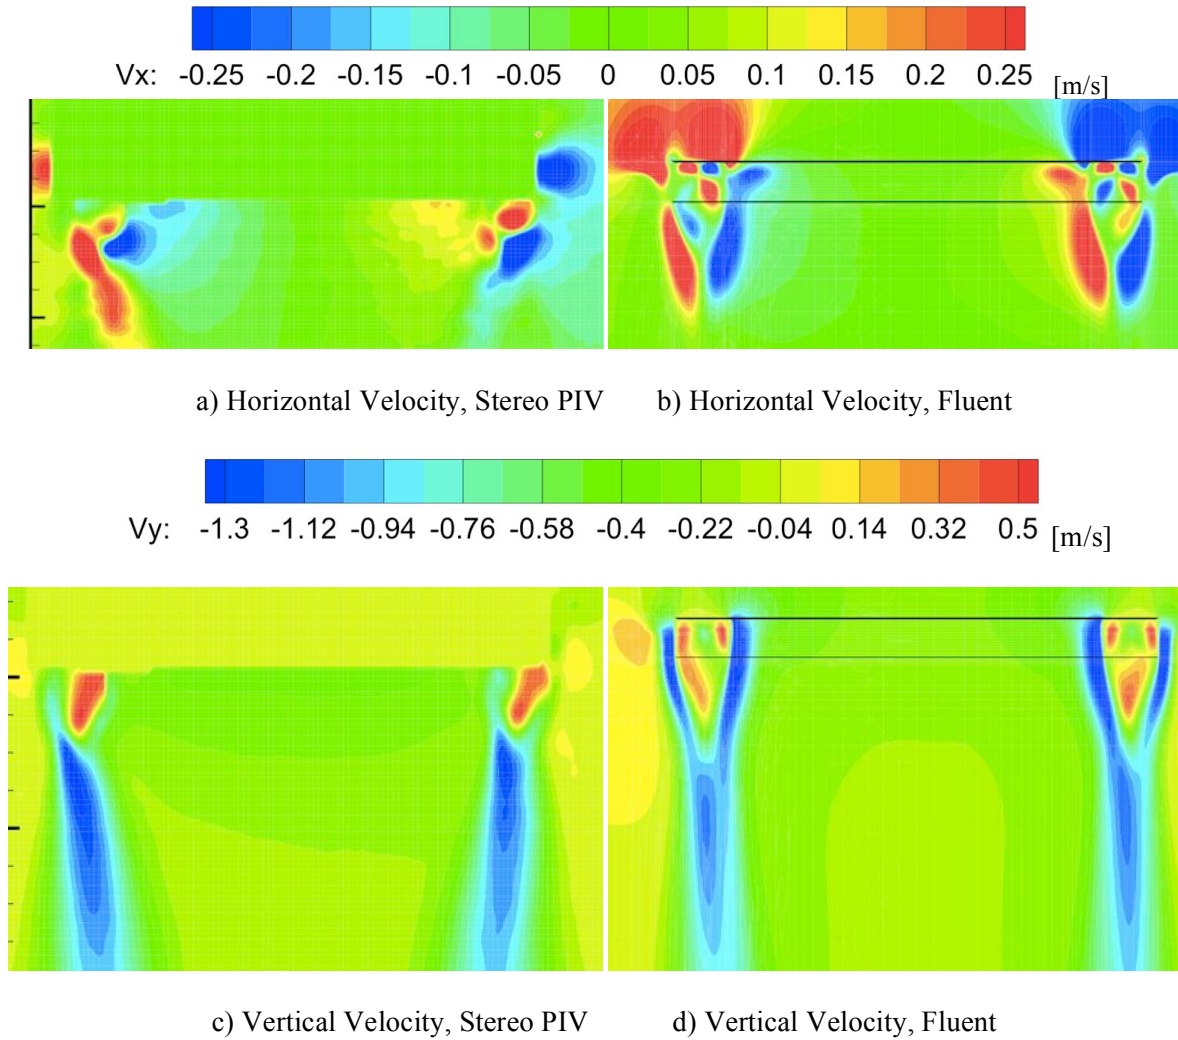 Vx: -0.25 -0.2 -0.15 -0.1 -0.05 0 0.05 0.1 0.15 0.2 0.25 [m/s]
a) Horizontal Velocity, Stereo PIV b) Horizontal Velocity, Fluent
Vy: -1.3 -1.12 -0.94 -0.76 -0.58 -0.4 -0.22 -0.04 0.14 0.32 0.5 [m/s]
c) Vertical Velocity, Stereo PIV d) Vertical Velocity, Fluent